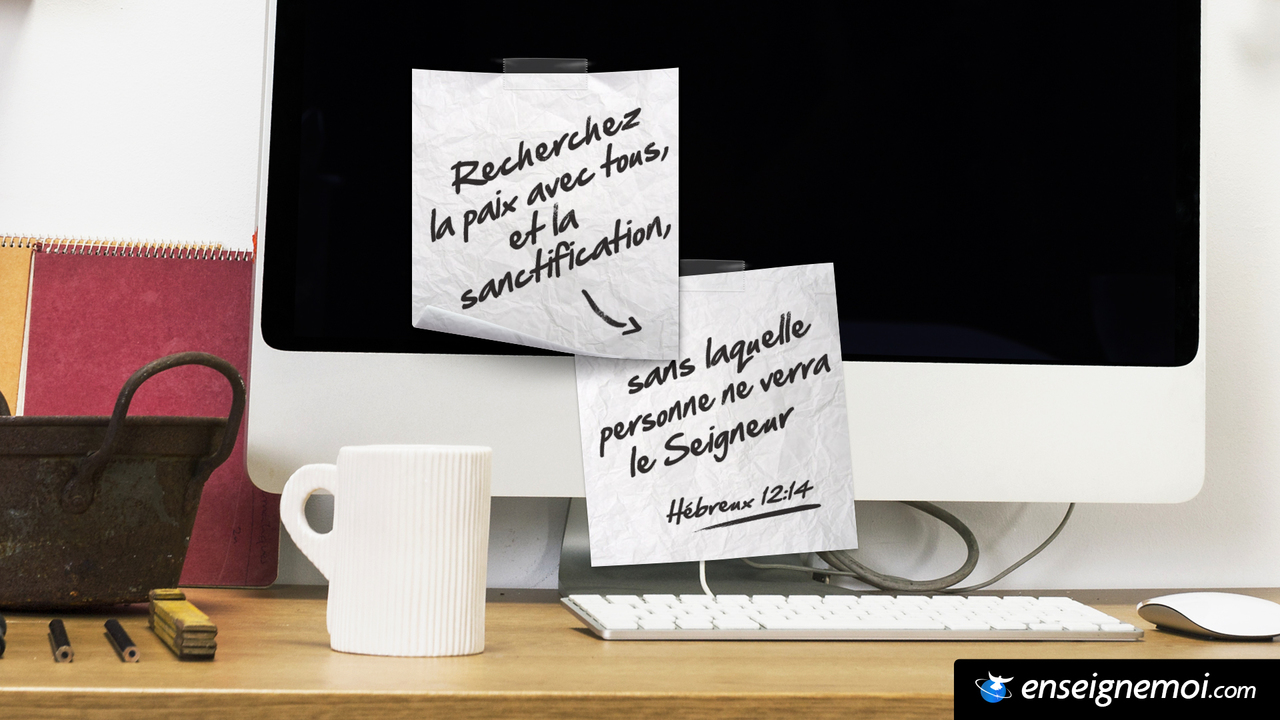 Recherchez
la paix avec tous,
et la
sanctification,
sans laquelle
personne ne verra
le Seigneur
Hébreux 12:14
enseignemoi.com